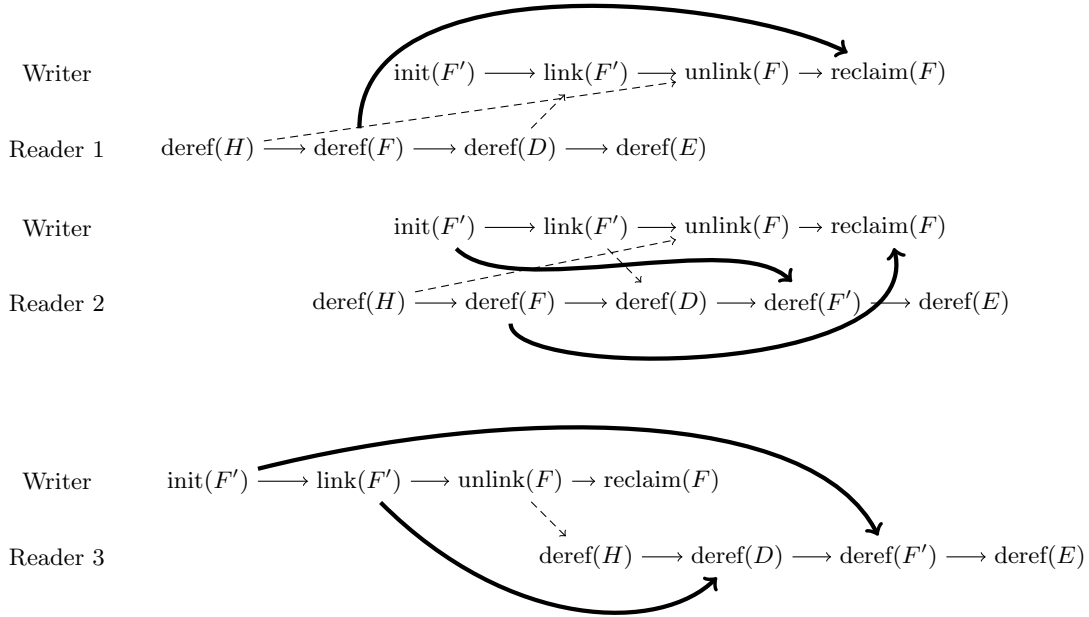 Writer init(F′) link(F′) unlink(F) reclaim(F)
Reader 1 deref(H) deref(F) deref(D) deref(E)
Writer init(F′) link(F′) unlink(F) reclaim(F)
Reader 2 deref(H) deref(F) deref(D) deref(F′) deref(E)
Writer init(F′) link(F′) unlink(F) reclaim(F)
Reader 3 deref(H) deref(D) deref(F′) deref(E)